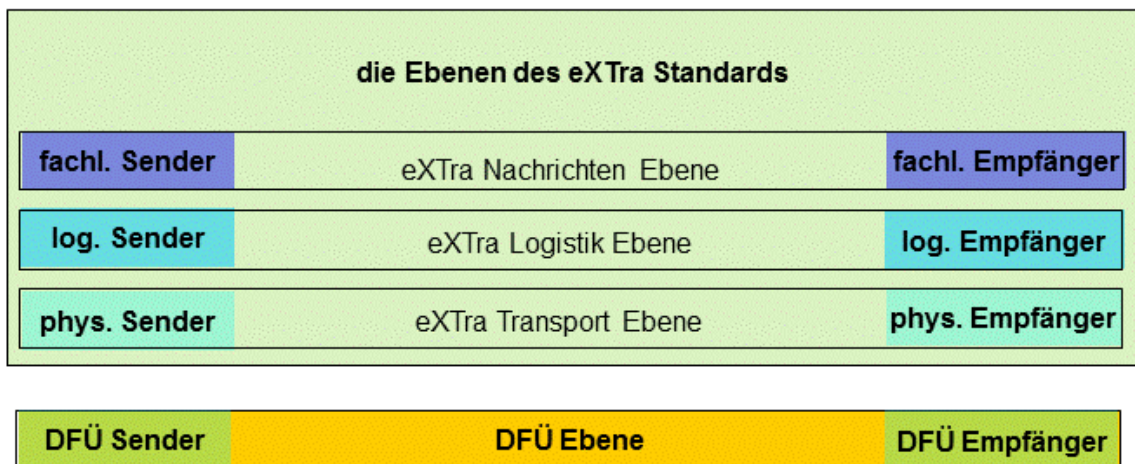 die Ebenen des eXTra Standards
fachl. Sender eXTra Nachrichten Ebene fachl. Empfänger
log. Sender eXTra Logistik Ebene log. Empfänger
phys. Sender eXTra Transport Ebene phys. Empfänger
DFÜ Sender DFÜ Ebene DFÜ Empfänger